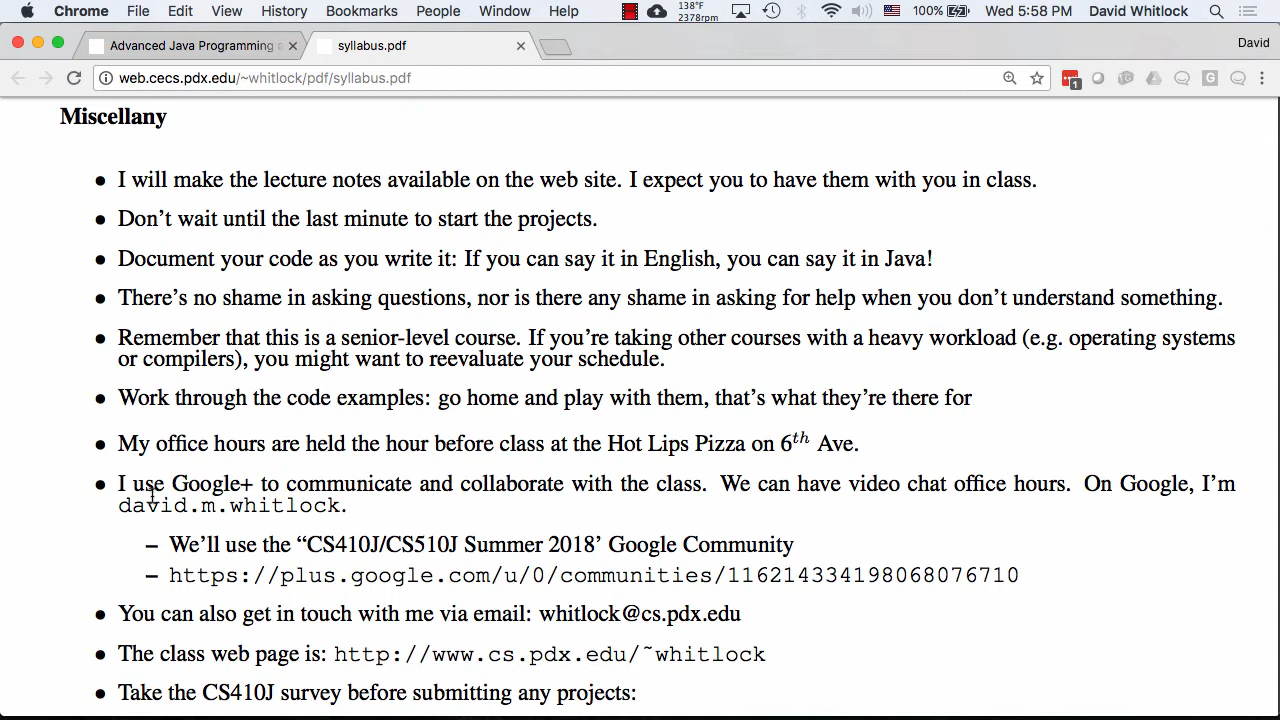 Chrome File Edit View History Bookmarks People Window Help 138°F 2378rpm 100% Wed 5:58 PM David Whitlock
Advanced Java Programming syllabus.pdf David
web.cecs.pdx.edu/~whitlock/pdf/syllabus.pdf
Miscellany
• I will make the lecture notes available on the web site. I expect you to have them with you in class.
• Don’t wait until the last minute to start the projects.
• Document your code as you write it: If you can say it in English, you can say it in Java!
• There’s no shame in asking questions, nor is there any shame in asking for help when you don’t understand something.
• Remember that this is a senior-level course. If you’re taking other courses with a heavy workload (e.g. operating systems
or compilers), you might want to reevaluate your schedule.
• Work through the code examples: go home and play with them, that’s what they’re there for
• My office hours are held the hour before class at the Hot Lips Pizza on 6th Ave.
• I use Google+ to communicate and collaborate with the class. We can have video chat office hours. On Google, I’m
david.m.whitlock.
– We’ll use the “CS410J/CS510J Summer 2018’ Google Community
– https://plus.google.com/u/0/communities/116214334198068076710
• You can also get in touch with me via email: whitlock@cs.pdx.edu
• The class web page is: http://www.cs.pdx.edu/~whitlock
• Take the CS410J survey before submitting any projects: